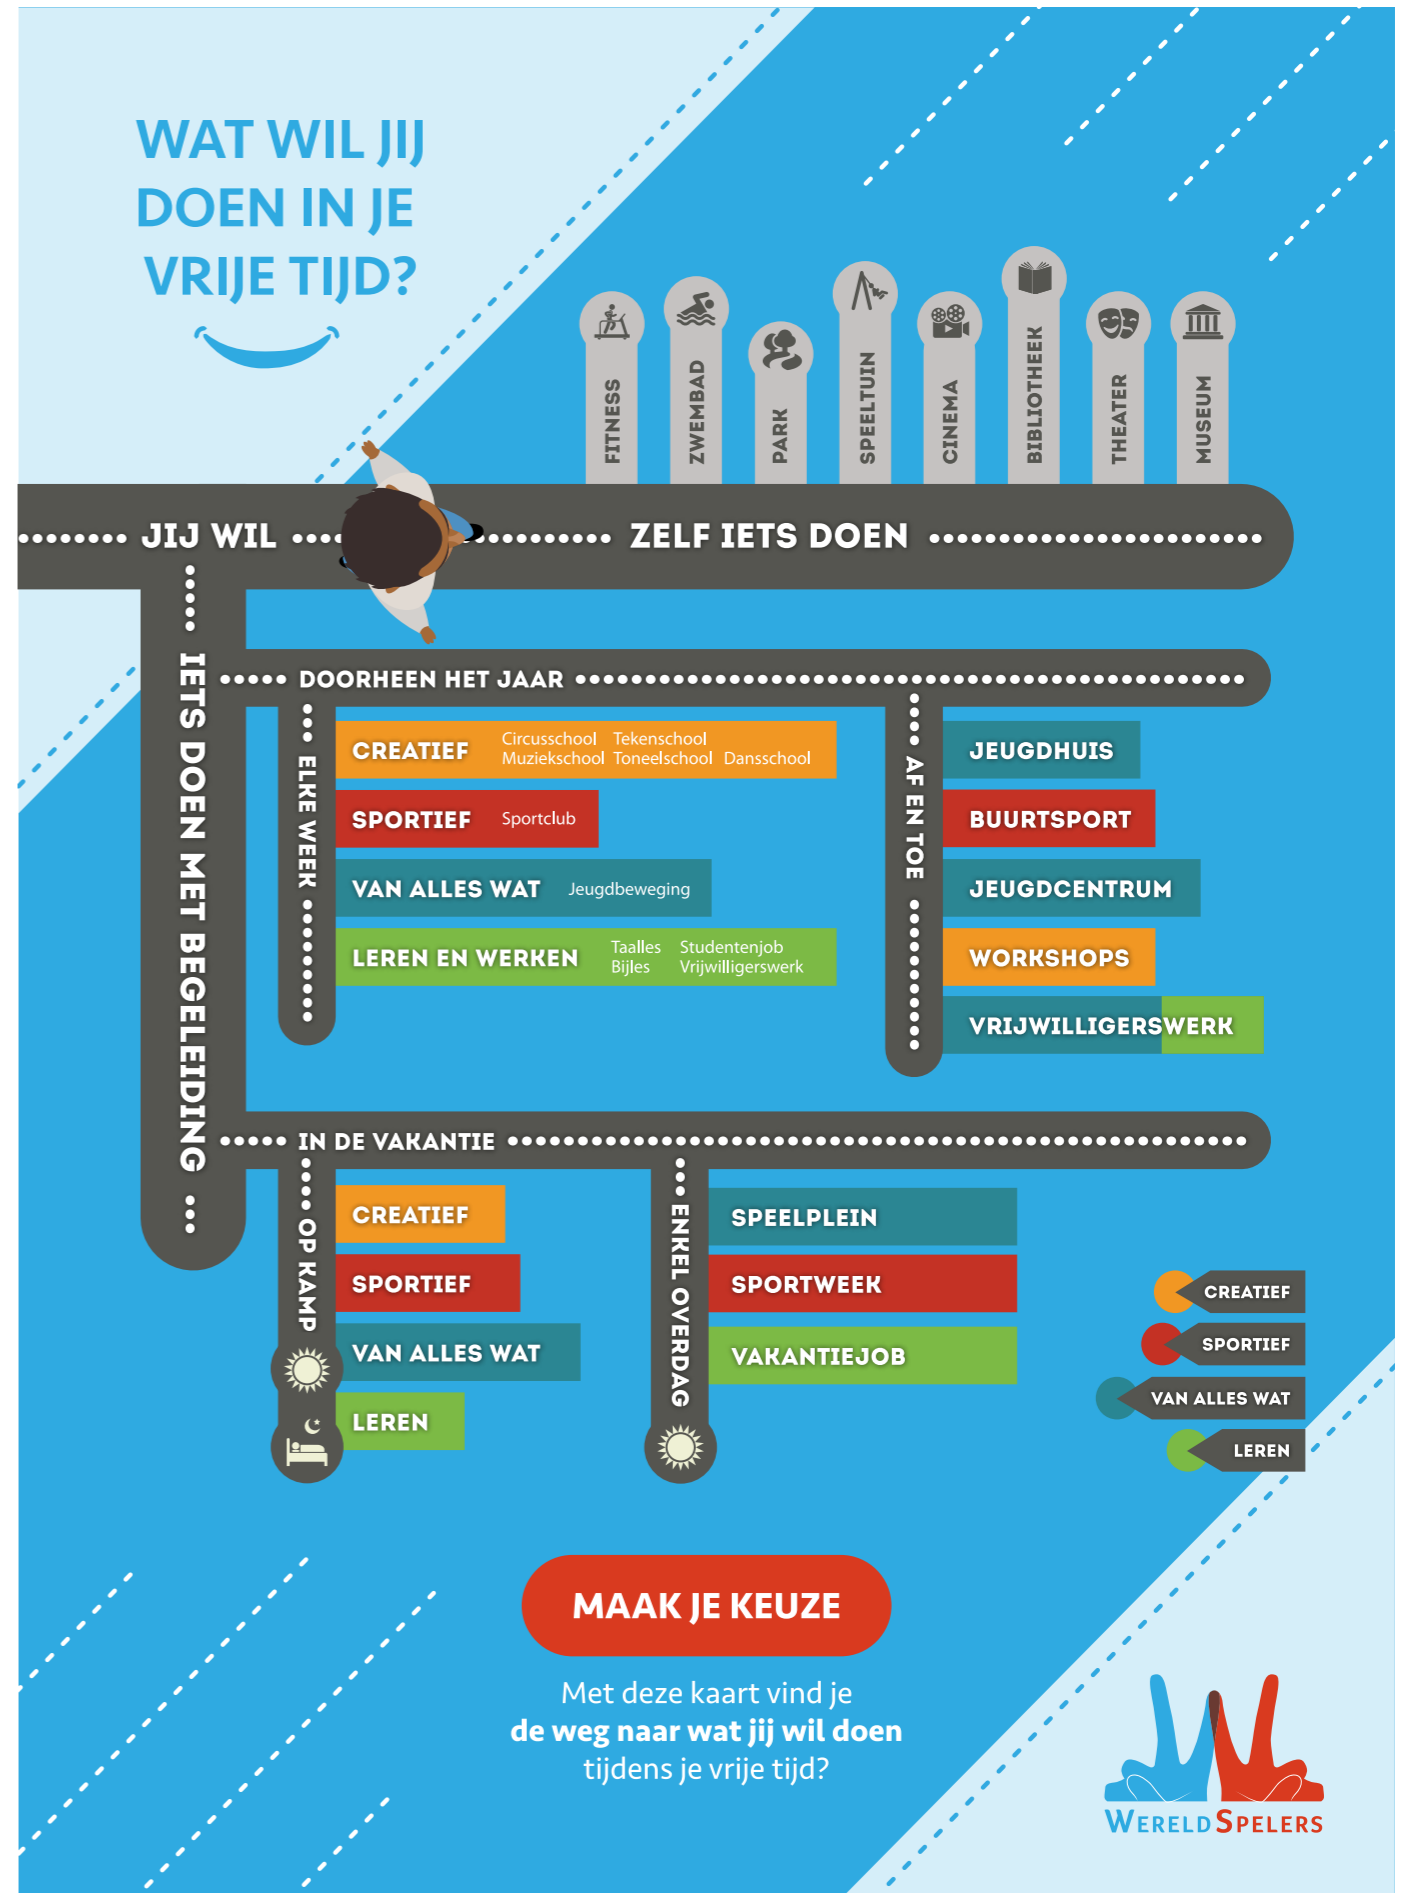 WAT WIL JIJ
DOEN IN JE
VRIJE TIJD?
FITNESS
ZWEMBAD
PARK
SPEELTUIN
CINEMA
BIBLIOTHEEK
THEATER
MUSEUM
JIJ WIL
ZELF IETS DOEN
IETS DOEN MET BEGELEIDING
DOORHEEN HET JAAR
ELKE WEEK
CREATIEF
Circusschool Tekenschool
Muziekschool Toneelschool Dansschool
SPORTIEF Sportclub
VAN ALLES WAT Jeugdbeweging
LEREN EN WERKEN
Taalles Studentenjob
Bijles Vrijwilligerswerk
AF EN TOE
JEUGDHUIS
BUURTSPORT
JEUGDCENTRUM
WORKSHOPS
VRIJWILLIGERSWERK
IN DE VAKANTIE
OP KAMP
CREATIEF
SPORTIEF
VAN ALLES WAT
LEREN
ENKEL OVERDAG
SPEELPLEIN
SPORTWEEK
VAKANTIEJOB
CREATIEF
SPORTIEF
VAN ALLES WAT
LEREN
MAAK JE KEUZE
Met deze kaart vind je
de weg naar wat jij wil doen
tijdens je vrije tijd?
WERELDSPELERS